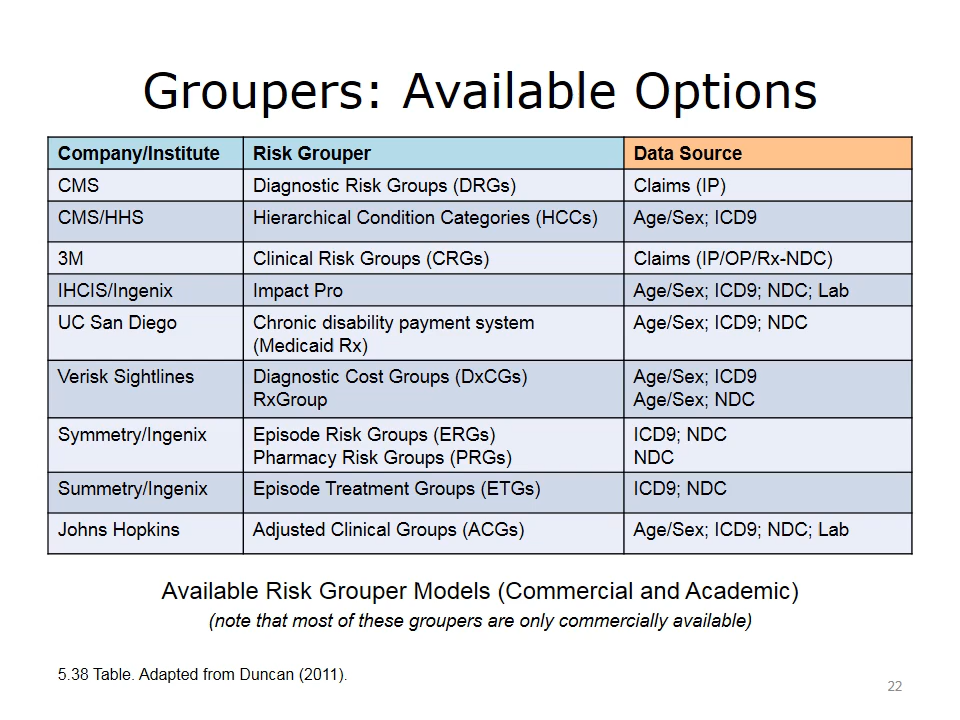 Groupers: Available Options
Company/Institute Risk Grouper Data Source
CMS Diagnostic Risk Groups (DRGs) Claims (IP)
CMS/HHS Hierarchical Condition Categories (HCCs) Age/Sex; ICD9
3M Clinical Risk Groups (CRGs) Claims (IP/OP/Rx-NDC)
IHCIS/Ingenix Impact Pro Age/Sex; ICD9; NDC; Lab
UC San Diego Chronic disability payment system Age/Sex; ICD9; NDC
(Medicaid Rx)
Verisk Sightlines Diagnostic Cost Groups (DxCGs) Age/Sex; ICD9
RxGroup Age/Sex; NDC
Symmetry/Ingenix Episode Risk Groups (ERGs) ICD9; NDC
Pharmacy Risk Groups (PRGs) NDC
Summetry/Ingenix Episode Treatment Groups (ETGs) ICD9; NDC
Johns Hopkins Adjusted Clinical Groups (ACGs) Age/Sex; ICD9; NDC; Lab
Available Risk Grouper Models (Commercial and Academic)
(note that most of these groupers are only commercially available)
5.38 Table. Adapted from Duncan (2011).
22